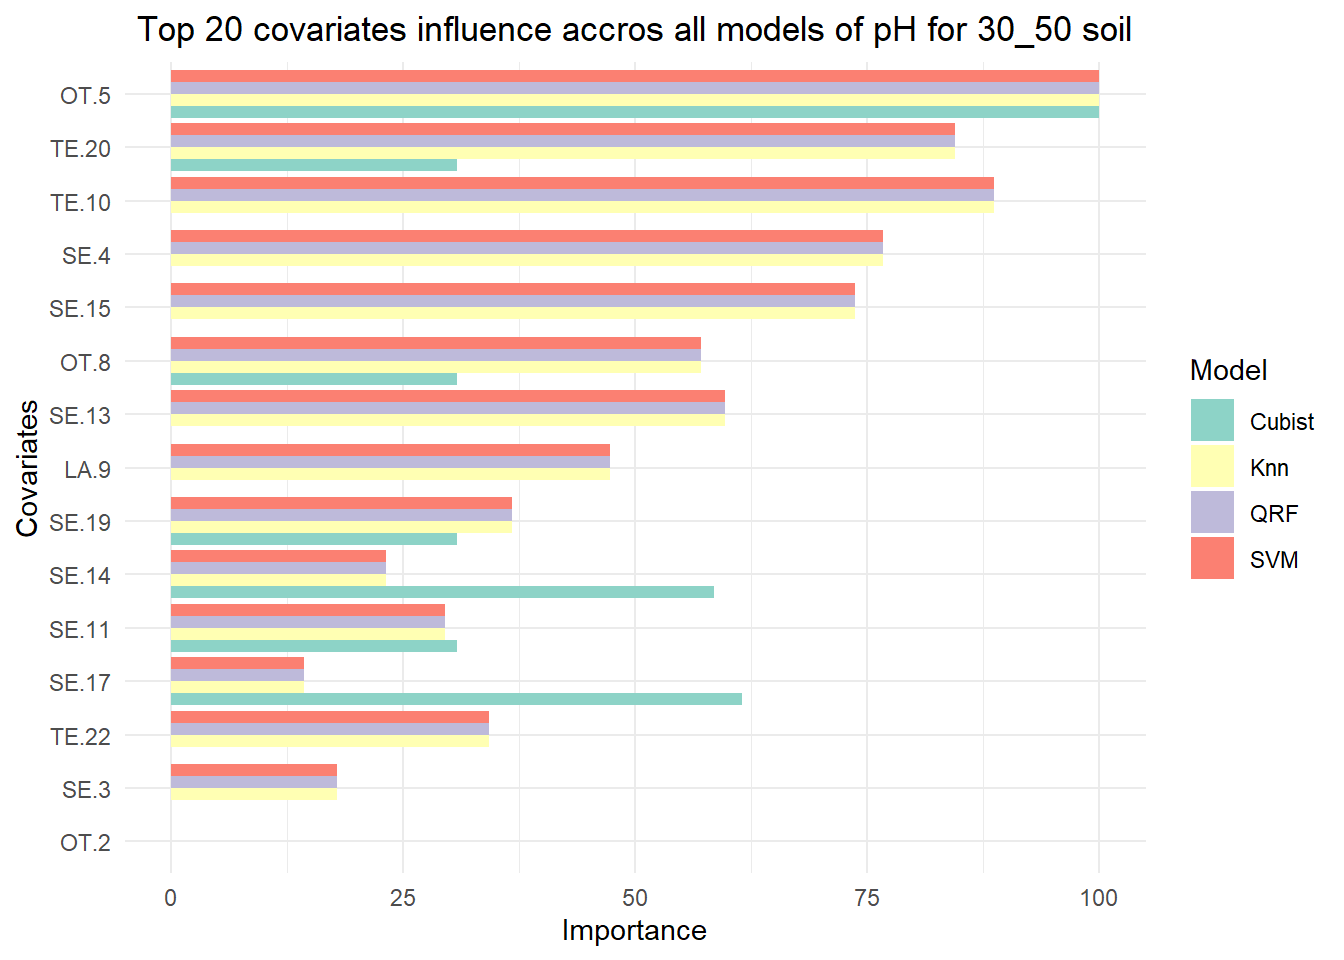 Top 20 covariates influence accros all models of pH for 30_50 soil
Covariates
OT.5
TE.20
TE.10
SE.4
SE.15
OT.8
SE.13
LA.9
SE.19
SE.14
SE.11
SE.17
TE.22
SE.3
OT.2
0 25 50 75 100
Importance
Model
Cubist
Knn
QRF
SVM